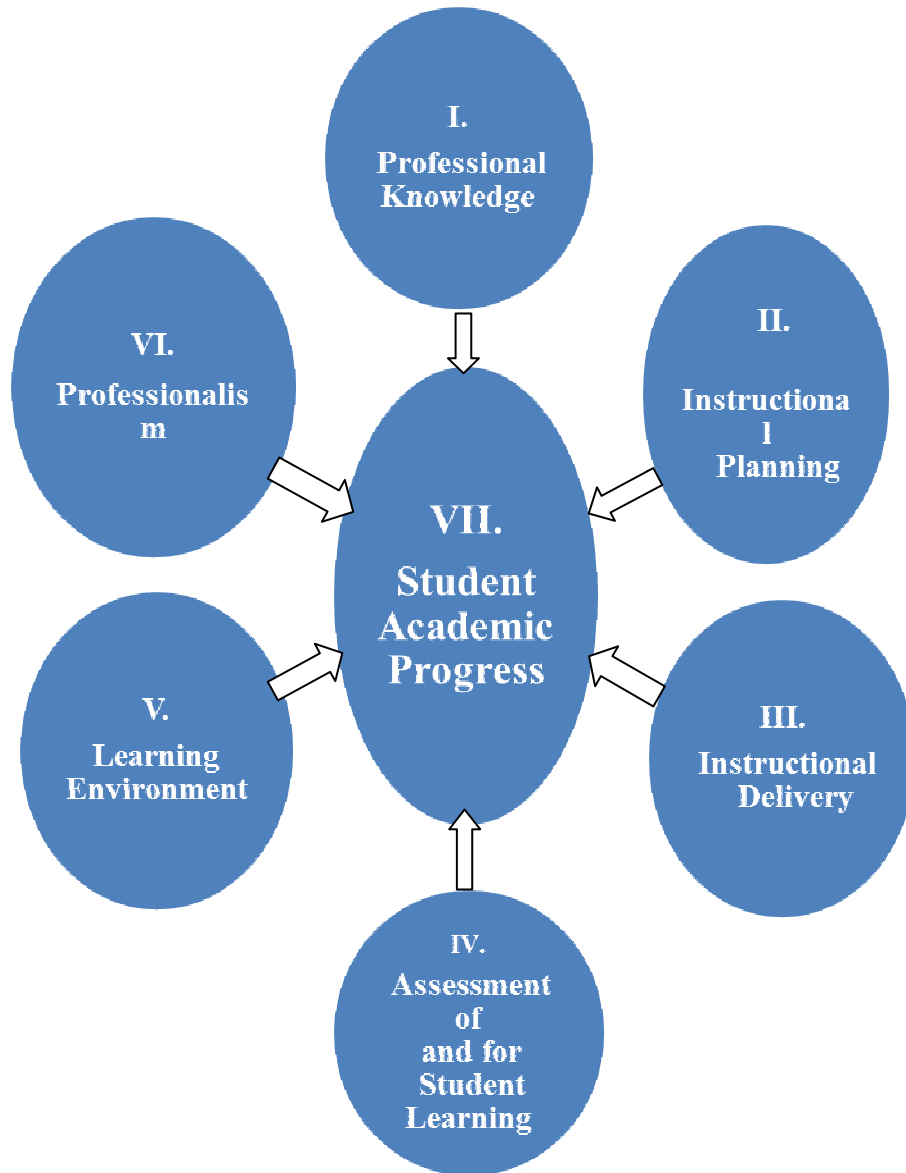 I.
Professional
Knowledge
II.
Instructiona
l
Planning
III.
Instructional
Delivery
IV.
Assessment
of
and for
Student
Learning
V.
Learning
Environment
VI.
Professionalis
m
VII.
Student
Academic
Progress